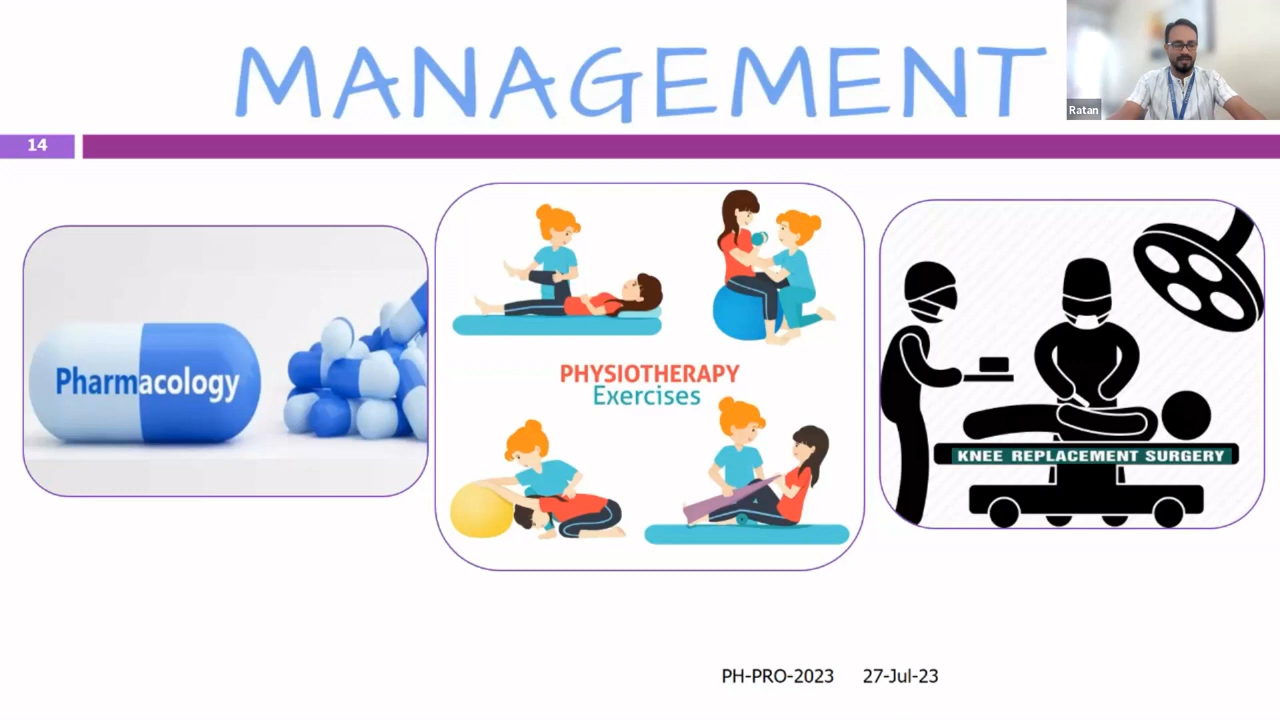 MANAGEMENT
Ratan
14
Pharmacology
PHYSIOTHERAPY
Exercises
KNEE REPLACEMENT SURGERY
PH-PRO-2023 27-Jul-23